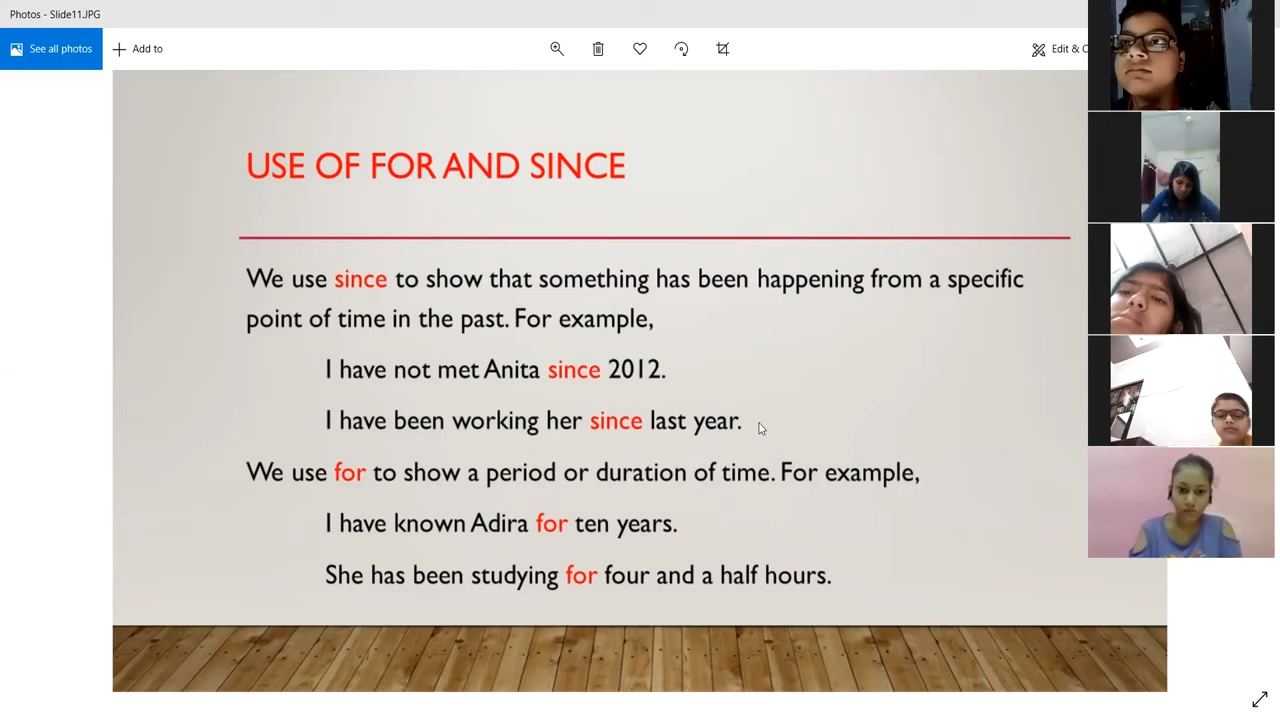 Photos - Slide11.JPG
See all photos
Add to
Edit & C
USE OF FOR AND SINCE
We use since to show that something has been happening from a specific
point of time in the past. For example,
I have not met Anita since 2012.
I have been working her since last year.
We use for to show a period or duration of time. For example,
I have known Adira for ten years.
She has been studying for four and a half hours.